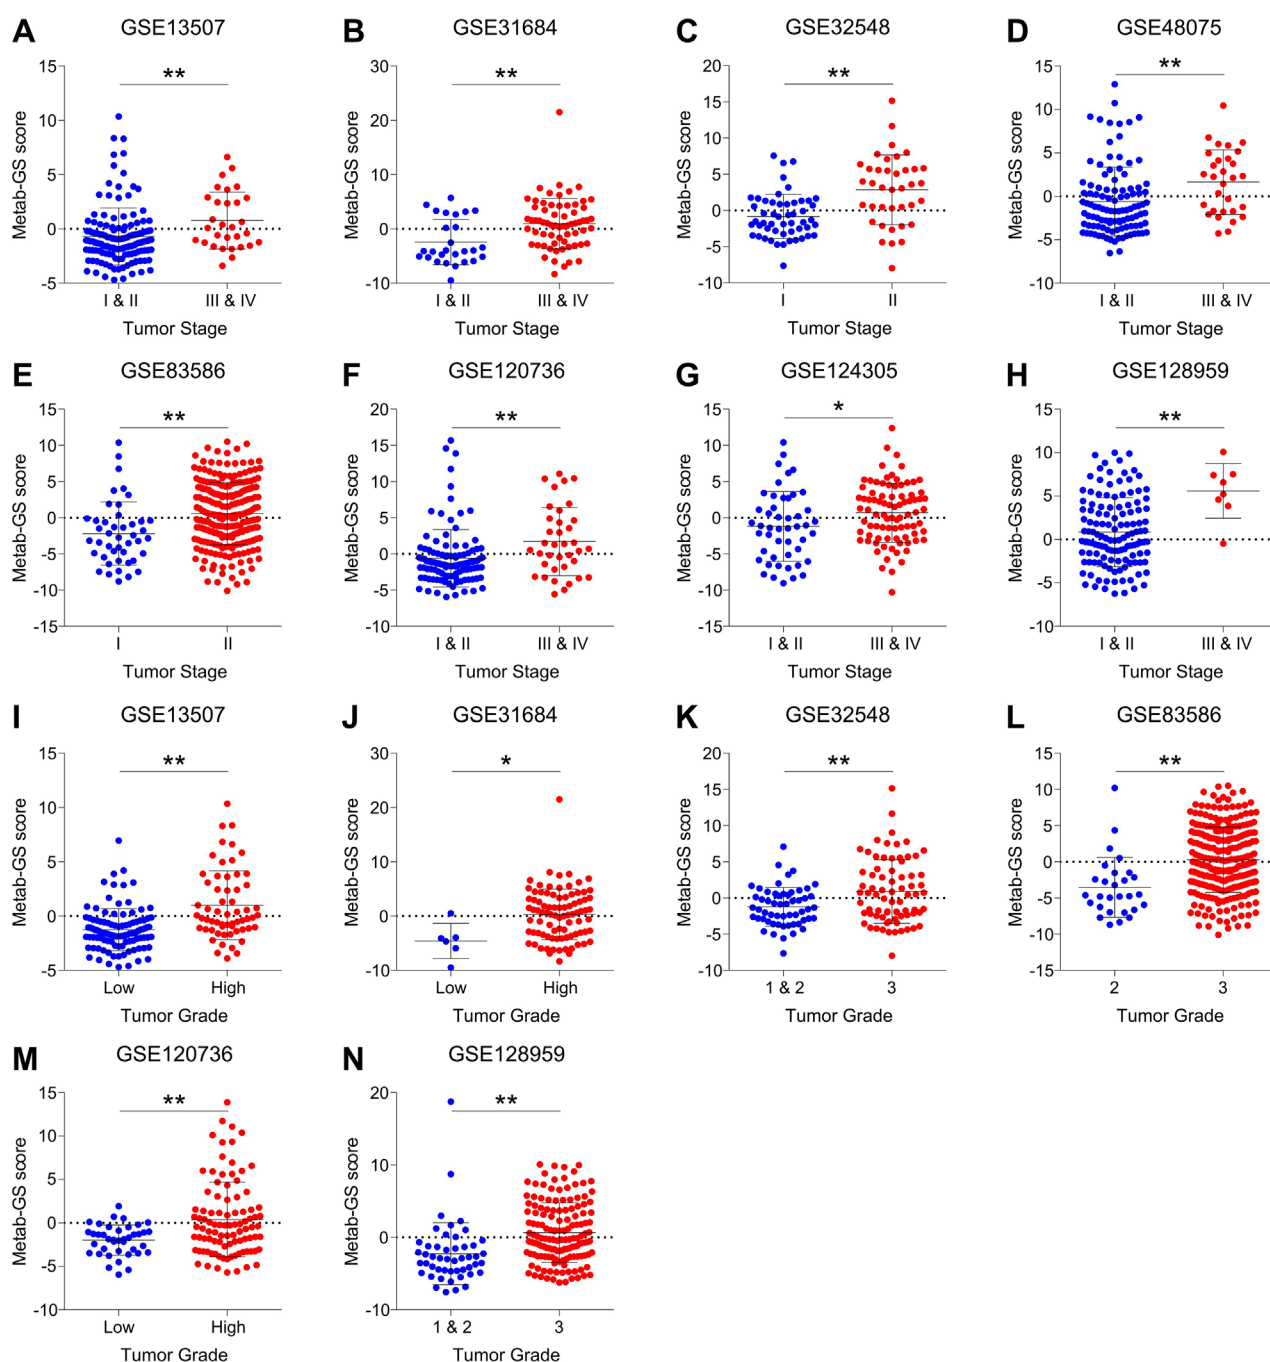 A GSE13507
**
Metab-GS score
15
10
5
0
-5
I & II III & IV
Tumor Stage
B GSE31684
**
Metab-GS score
30
20
10
0
-10
I & II III & IV
Tumor Stage
C GSE32548
**
Metab-GS score
20
15
10
5
0
-5
-10
I II
Tumor Stage
D GSE48075
**
Metab-GS score
15
10
5
0
-5
-10
I & II III & IV
Tumor Stage
E GSE83586
**
Metab-GS score
15
10
5
0
-5
-10
-15
I II
Tumor Stage
F GSE120736
**
Metab-GS score
20
15
10
5
0
-5
-10
I & II III & IV
Tumor Stage
G GSE124305
*
Metab-GS score
15
10
5
0
-5
-10
-15
I & II III & IV
Tumor Stage
H GSE128959
**
Metab-GS score
15
10
5
0
-5
-10
I & II III & IV
Tumor Stage
I GSE13507
**
Metab-GS score
15
10
5
0
-5
Low High
Tumor Grade
J GSE31684
*
Metab-GS score
30
20
10
0
-10
Low High
Tumor Grade
K GSE32548
**
Metab-GS score
20
15
10
5
0
-5
-10
1 & 2 3
Tumor Grade
L GSE83586
**
Metab-GS score
15
10
5
0
-5
-10
-15
2 3
Tumor Grade
M GSE120736
**
Metab-GS score
15
10
5
0
-5
-10
Low High
Tumor Grade
N GSE128959
**
Metab-GS score
20
10
0
-10
1 & 2 3
Tumor Grade